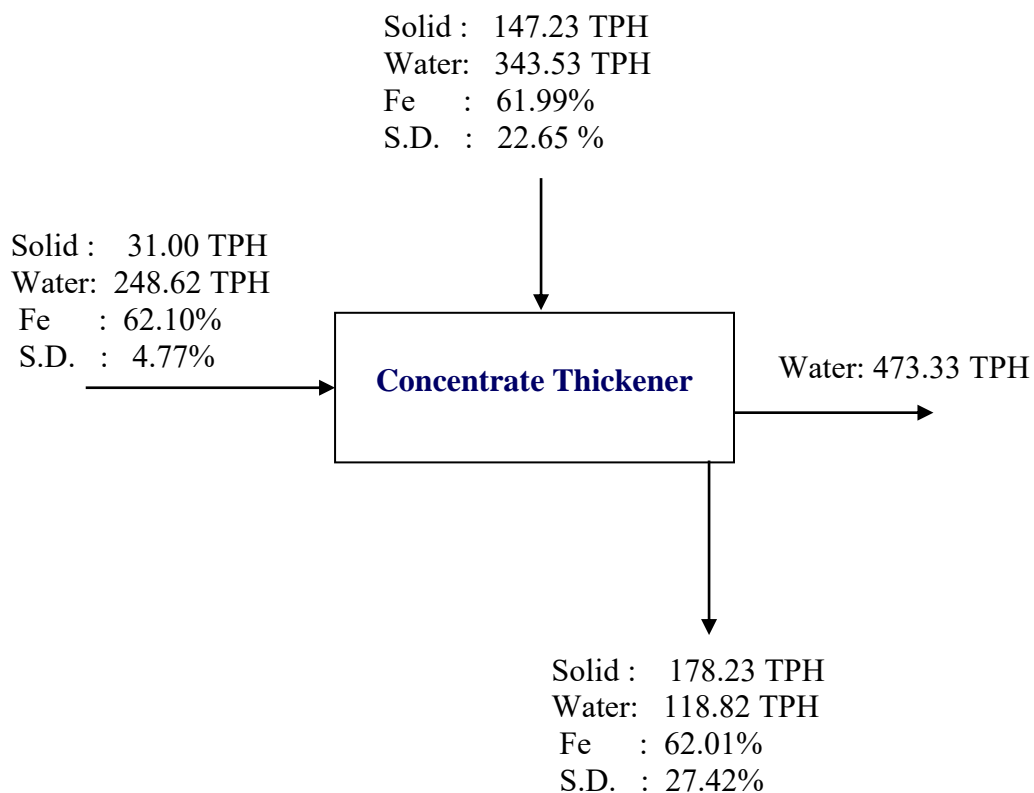 Solid : 147.23 TPH
Water: 343.53 TPH
Fe : 61.99%
S.D. : 22.65 %
Solid : 31.00 TPH
Water: 248.62 TPH
Fe : 62.10%
S.D. : 4.77%
Concentrate Thickener
Water: 473.33 TPH
Solid : 178.23 TPH
Water: 118.82 TPH
Fe : 62.01%
S.D. : 27.42%